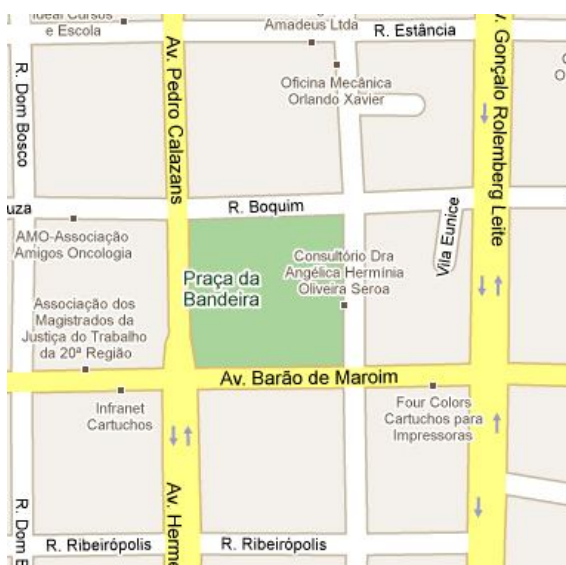 Ideal Cursos
e Escola
Amadeus Ltda
R. Estância
Av. Pedro Calazans
R. Dom Bosco
Oficina Mecânica
Orlando Xavier
Gonçalo Rolemberg Leite
R. Boquim
uza
AMO-Associação
Amigos Oncologia
Vila Eunice
Praça da
Bandeira
Consultório Dra
Angélica Hermínia
Oliveira Seroa
Associação dos
Magistrados da
Justiça do Trabalho
da 20ª Região
Av. Barão de Maroim
Infranet
Cartuchos
Four Colors
Cartuchos para
Impressoras
Av. Herme
R. Dom B
R. Ribeirópolis
R. Ribeirópolis